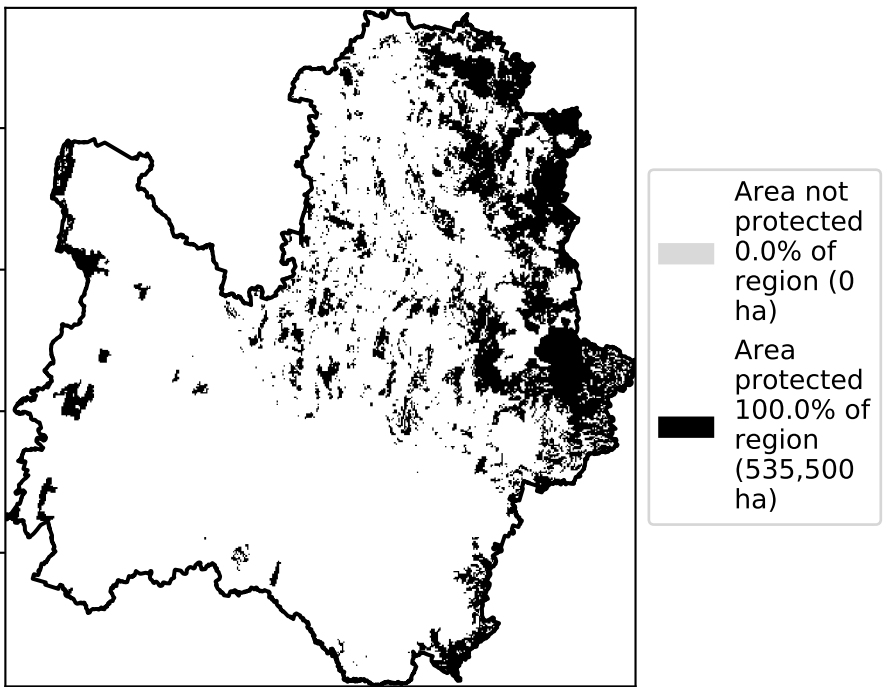 Area not
protected
0.0% of
region (0
ha)
Area
protected
100.0% of
region
(535,500
ha)